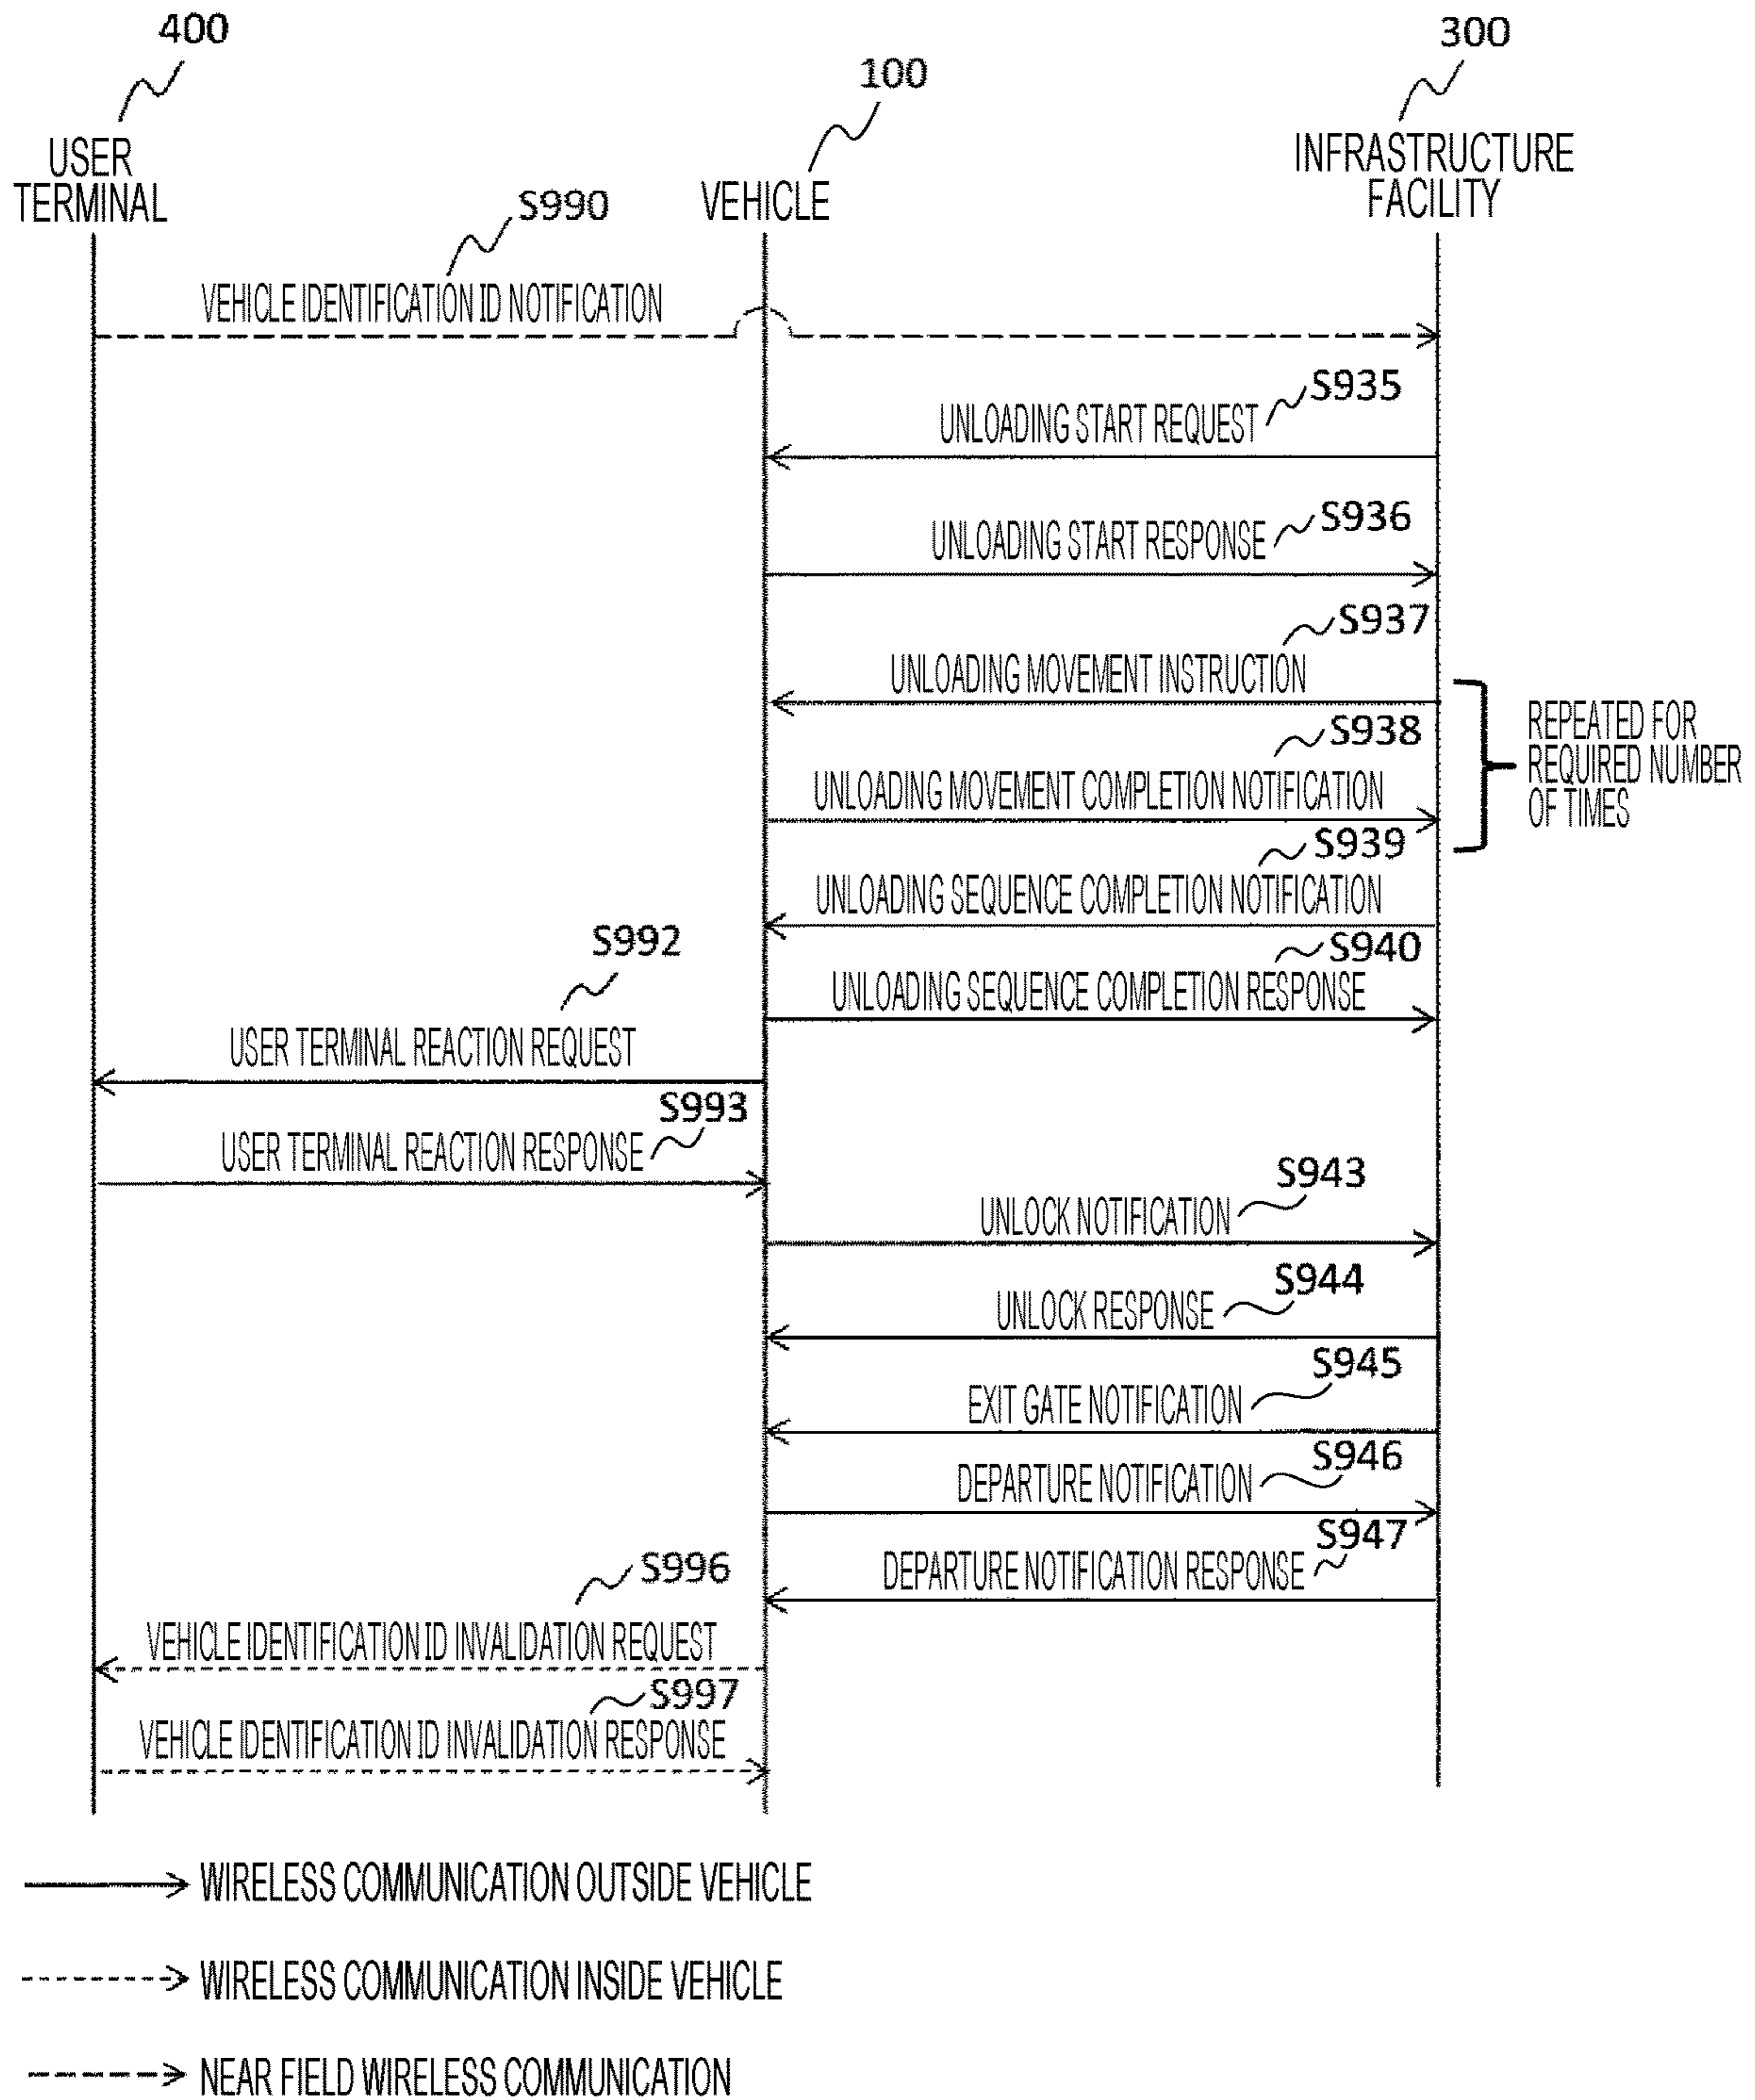 400
100
300
USER
TERMINAL
VEHICLE
INFRASTRUCTURE
FACILITY
S990
VEHICLE IDENTIFICATION ID NOTIFICATION
S935
UNLOADING START REQUEST
S936
UNLOADING START RESPONSE
S937
UNLOADING MOVEMENT INSTRUCTION
S938
UNLOADING MOVEMENT COMPLETION NOTIFICATION
REPEATED FOR
REQUIRED NUMBER
OF TIMES
S939
UNLOADING SEQUENCE COMPLETION NOTIFICATION
S940
UNLOADING SEQUENCE COMPLETION RESPONSE
S992
USER TERMINAL REACTION REQUEST
S993
USER TERMINAL REACTION RESPONSE
S943
UNLOCK NOTIFICATION
S944
UNLOCK RESPONSE
S945
EXIT GATE NOTIFICATION
S946
DEPARTURE NOTIFICATION
S947
DEPARTURE NOTIFICATION RESPONSE
S996
VEHICLE IDENTIFICATION ID INVALIDATION REQUEST
S997
VEHICLE IDENTIFICATION ID INVALIDATION RESPONSE
WIRELESS COMMUNICATION OUTSIDE VEHICLE
WIRELESS COMMUNICATION INSIDE VEHICLE
NEAR FIELD WIRELESS COMMUNICATION